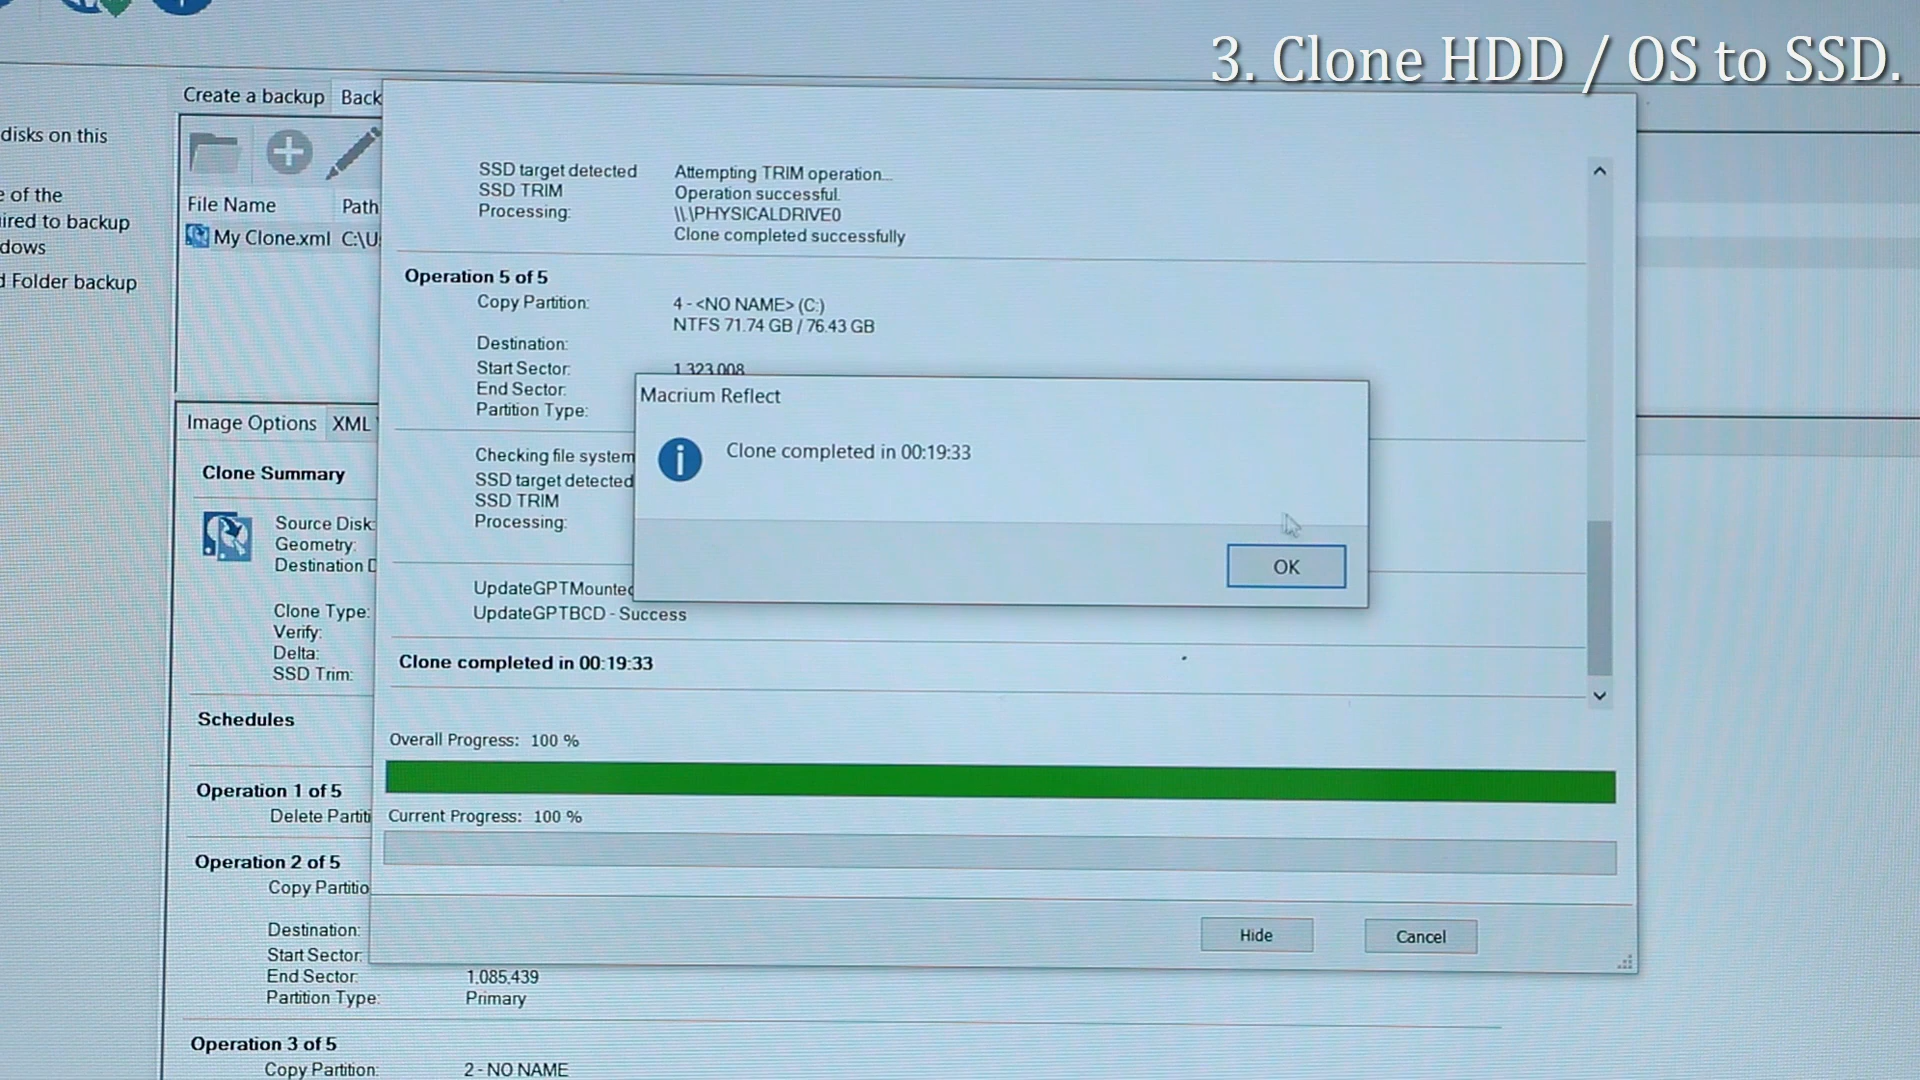 3. Clone HDD / OS to SSD.
Create a backup
Back
disks on this
e of the
ired to backup
dows
d Folder backup
File Name
Path
My Clone.xml
C:\U
Image Options
XML
Clone Summary
Source Disk:
Geometry:
Destination D
Clone Type:
Verify:
Delta:
SSD Trim:
Schedules
Operation 1 of 5
Delete Partiti
Operation 2 of 5
Copy Partitio
Destination:
Start Sector:
End Sector: 1,085,439
Partition Type: Primary
Operation 3 of 5
Copy Partition: 2 - NO NAME
SSD target detected Attempting TRIM operation...
SSD TRIM Operation successful.
Processing: \\.\PHYSICALDRIVE0
Clone completed successfully
Operation 5 of 5
Copy Partition: 4 - <NO NAME> (C:)
NTFS 71.74 GB / 76.43 GB
Destination:
Start Sector: 1,323,008
End Sector:
Partition Type:
Checking file system
SSD target detected
SSD TRIM
Processing:
UpdateGPTMounted
UpdateGPTBCD - Success
Clone completed in 00:19:33
Macrium Reflect
Clone completed in 00:19:33
OK
Overall Progress: 100 %
Current Progress: 100 %
Hide
Cancel